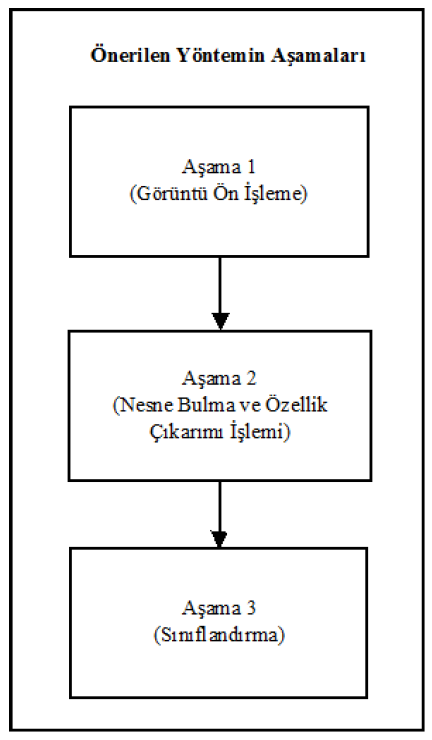 Önerilen Yöntemin Aşamaları
Aşama 1
(Görüntü Ön İşleme)
Aşama 2
(Nesne Bulma ve Özellik
Çıkarımı İşlemi)
Aşama 3
(Sınıflandırma)